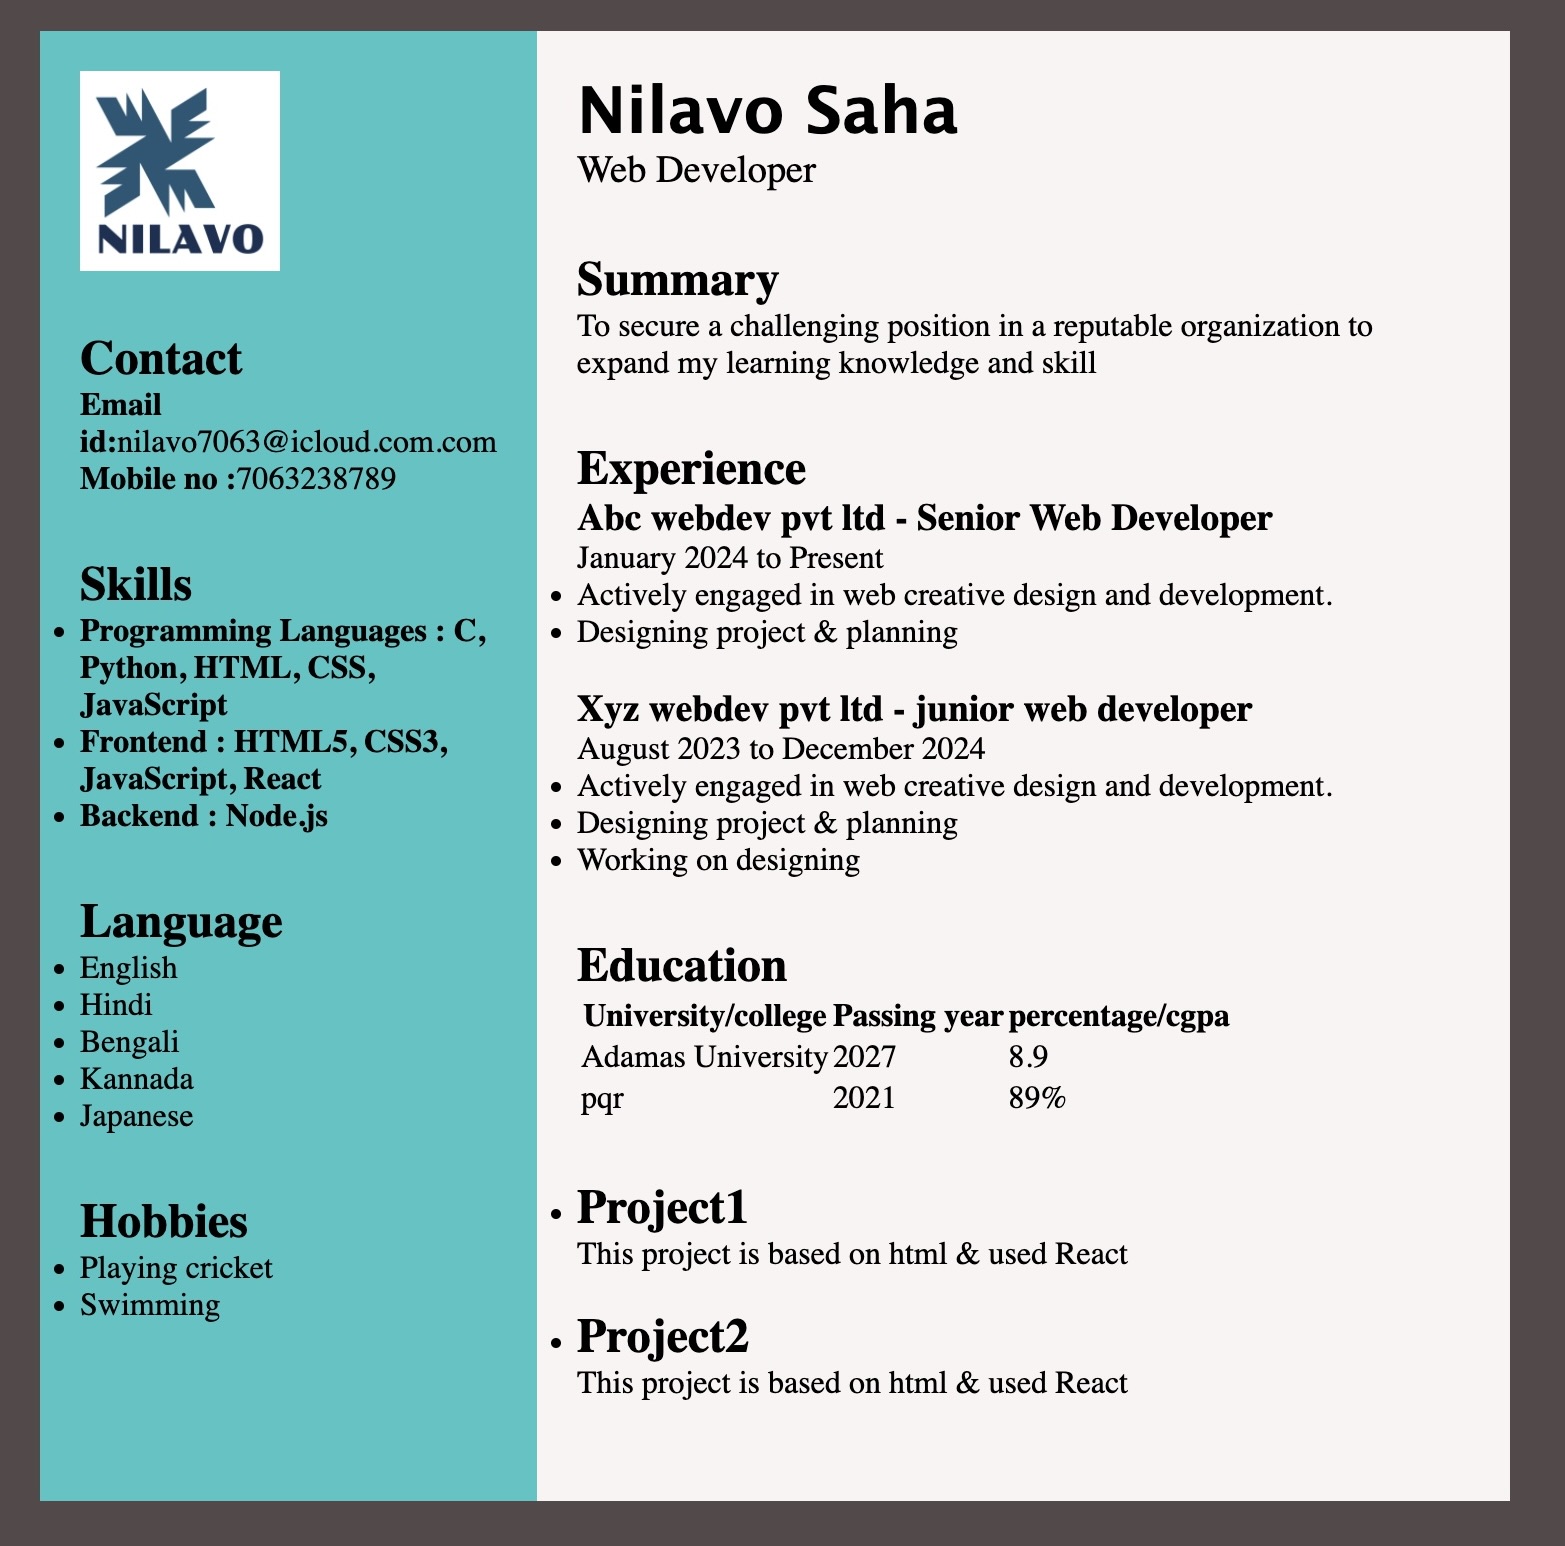 NILAVO
Contact
Email
id:nilavo7063@icloud.com.com
Mobile no :7063238789
Skills
• Programming Languages : C,
Python, HTML, CSS,
JavaScript
• Frontend : HTML5, CSS3,
JavaScript, React
• Backend : Node.js
Language
• English
• Hindi
• Bengali
• Kannada
• Japanese
Hobbies
• Playing cricket
• Swimming
Nilavo Saha
Web Developer
Summary
To secure a challenging position in a reputable organization to
expand my learning knowledge and skill
Experience
Abc webdev pvt ltd - Senior Web Developer
January 2024 to Present
• Actively engaged in web creative design and development.
• Designing project & planning
Xyz webdev pvt ltd - junior web developer
August 2023 to December 2024
• Actively engaged in web creative design and development.
• Designing project & planning
• Working on designing
Education
University/college Passing year percentage/cgpa
Adamas University 2027 8.9
pqr 2021 89%
• Project1
This project is based on html & used React
• Project2
This project is based on html & used React